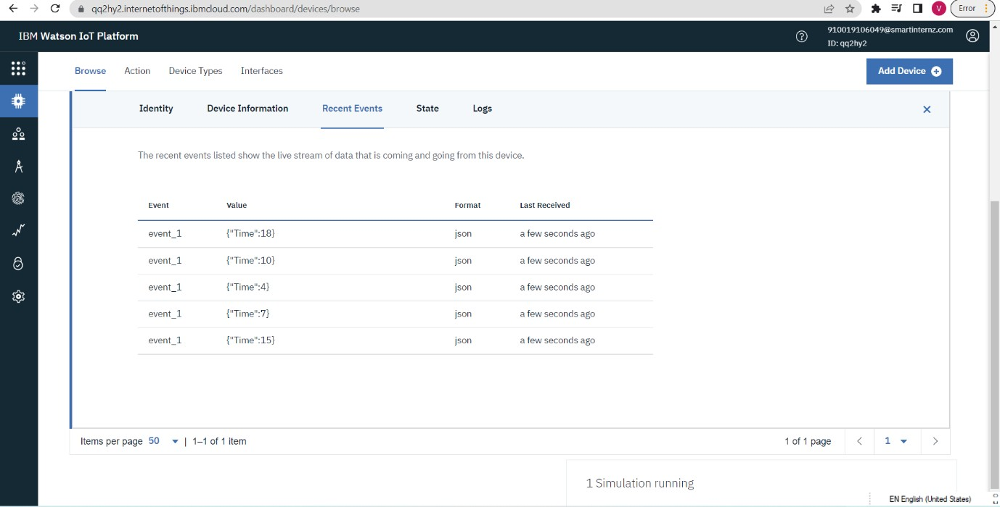 qq2hy2.internetofthings.ibmcloud.com/dashboard/devices/browse V Error
IBM Watson IoT Platform
910019106049@smartinternz.com
ID: qq2hy2
Browse Action Device Types Interfaces Add Device
Identity Device Information Recent Events State Logs
The recent events listed show the live stream of data that is coming and going from this device.
Event Value Format Last Received
event_1 {"Time":18} json a few seconds ago
event_1 {"Time":10} json a few seconds ago
event_1 {"Time":4} json a few seconds ago
event_1 {"Time":7} json a few seconds ago
event_1 {"Time":15} json a few seconds ago
Items per page 50 | 1–1 of 1 item 1 of 1 page 1
1 Simulation running
EN English (United States)